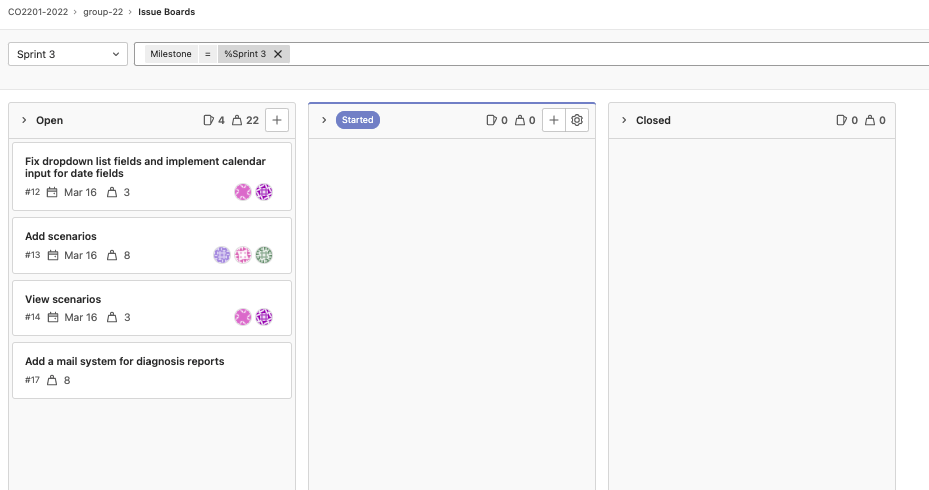 CO2201-2022 › group-22 › Issue Boards
Sprint 3
Milestone = %Sprint 3
Open 4 22
Started 0 0
Closed 0 0
Fix dropdown list fields and implement calendar
input for date fields
#12 Mar 16 3
Add scenarios
#13 Mar 16 8
View scenarios
#14 Mar 16 3
Add a mail system for diagnosis reports
#17 8